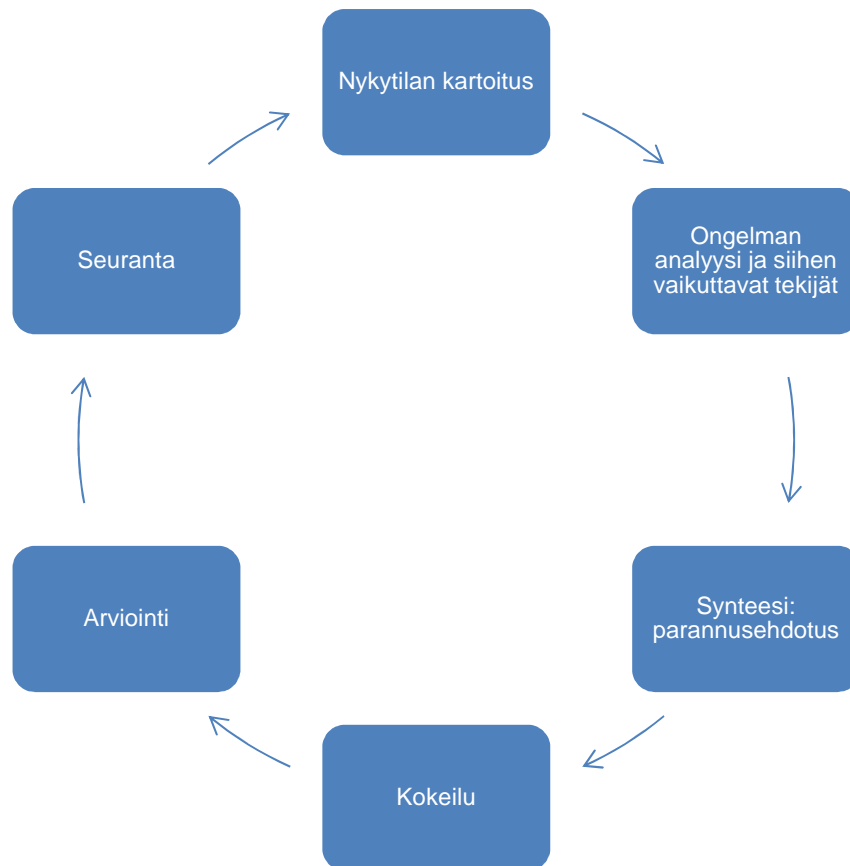 Nykytilan kartoitus
Ongelman
analyysi ja siihen
vaikuttavat tekijät
Synteesi:
parannusehdotus
Kokeilu
Arviointi
Seuranta